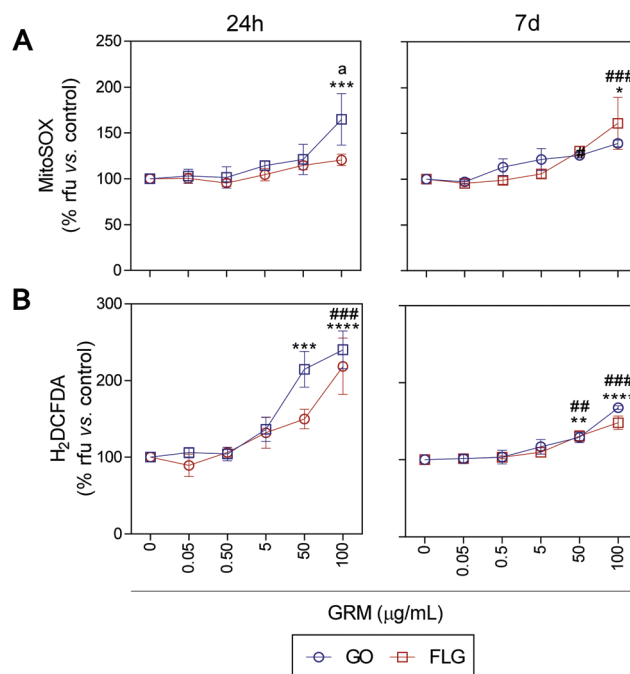 24h
7d
A
MitoSOX
(% rfu vs. control)
250
200
150
100
50
0
a
***
###
*
#
B
H₂DCFDA
(% rfu vs. control)
300
200
100
0
***
###
****
##
**
###
****
0
0.05
0.50
5
50
100
0
0.05
0.5
5
50
100
GRM (µg/mL)
GO
FLG